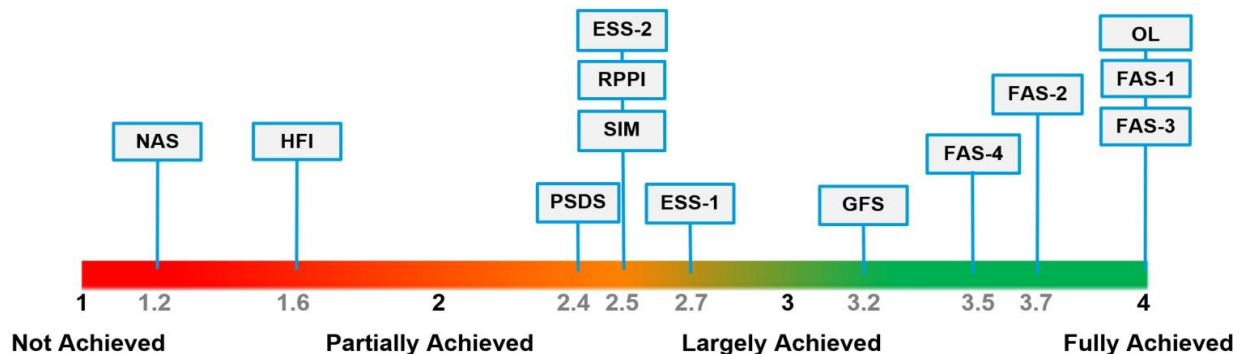 ESS-2
OL
RPPI
FAS-1
FAS-2
NAS
HFI
SIM
FAS-3
FAS-4
PSDS
ESS-1
GFS
1 1.2 1.6 2 2.4 2.5 2.7 3 3.2 3.5 3.7 4
Not Achieved Partially Achieved Largely Achieved Fully Achieved